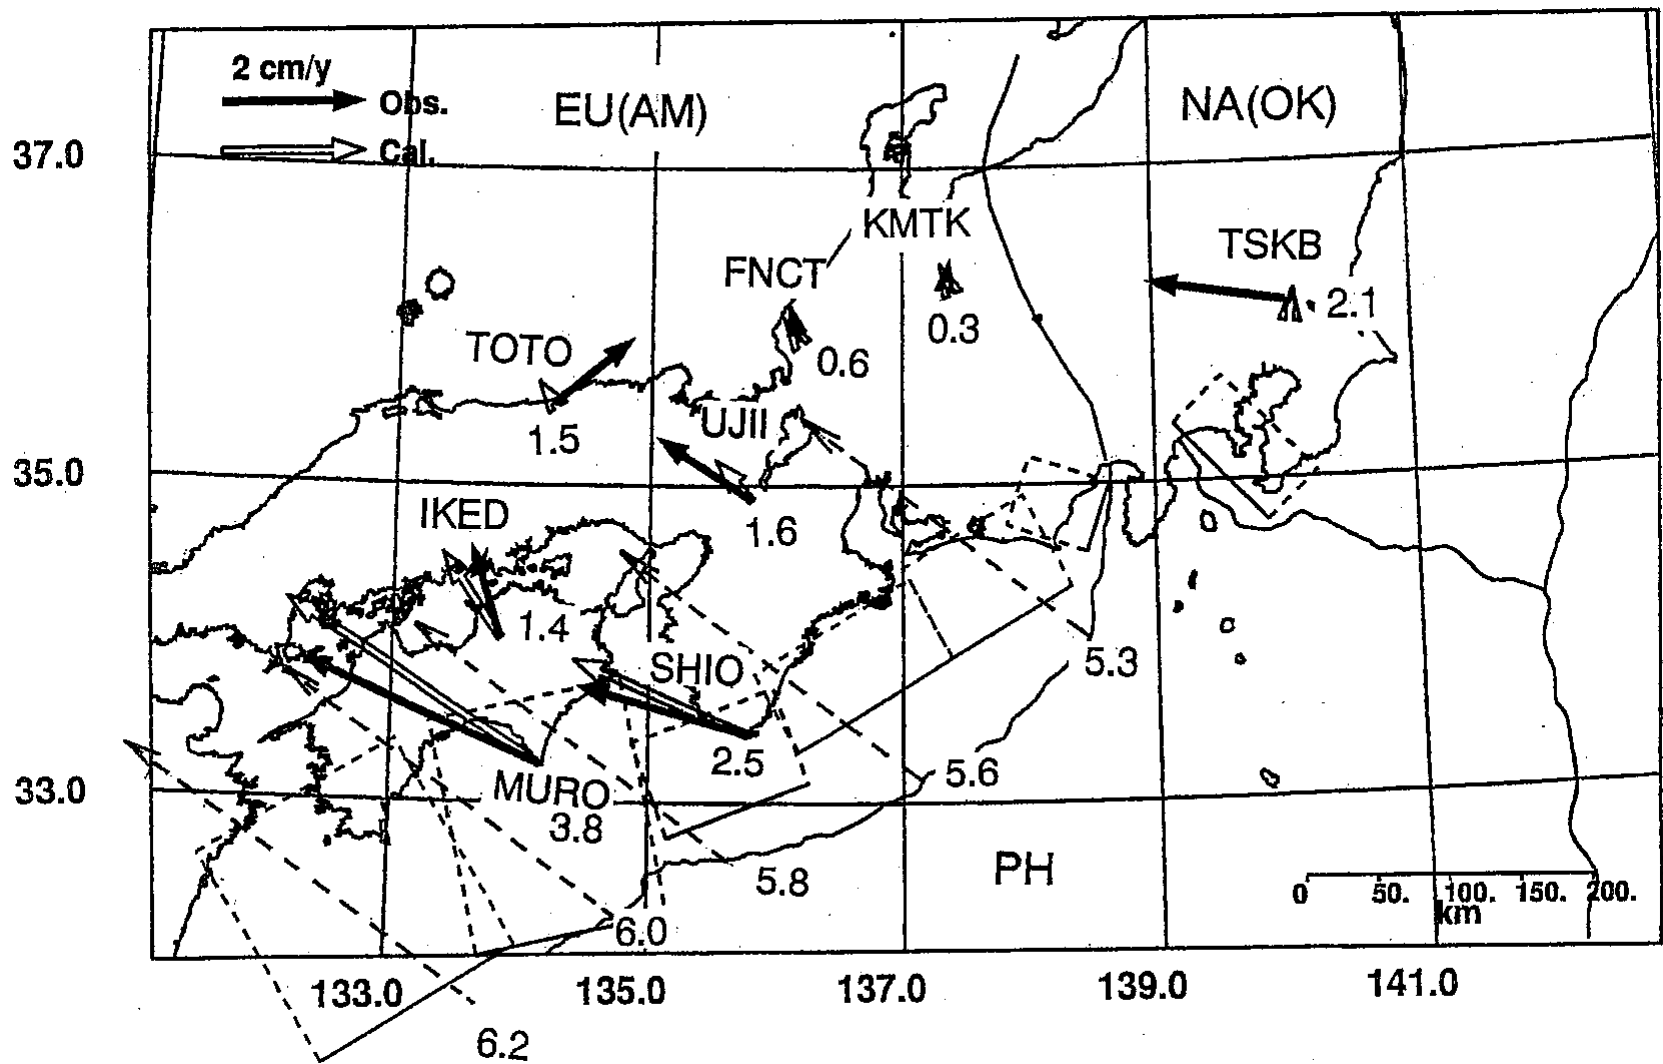 2 cm/y
Obs.
Cal.
EU(AM)
NA(OK)
37.0
KMTK
TSKB
FNCT
2.1
0.3
TOTO
0.6
UJII
1.5
35.0
IKED
1.6
1.4
SHIO
5.3
2.5
5.6
33.0
MURO
3.8
PH
5.8
0 50. 100. 150. 200.
km
6.0
133.0 135.0 137.0 139.0 141.0
6.2